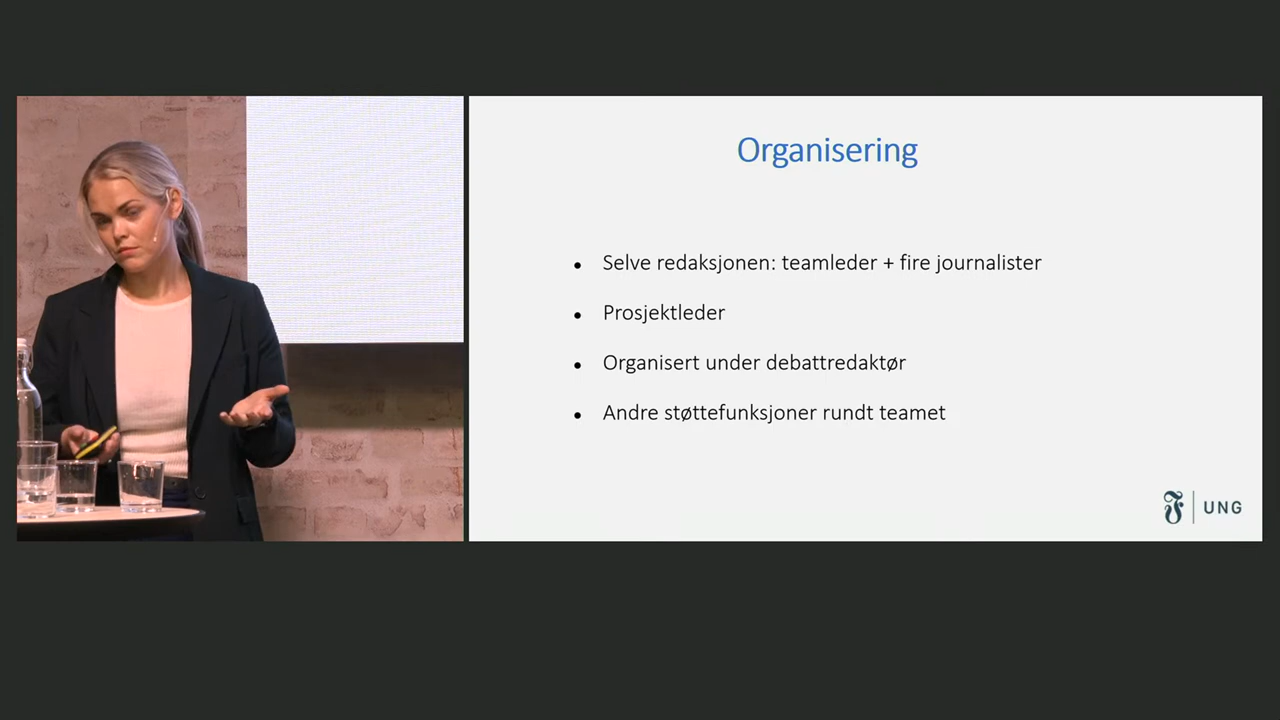 Organisering
Selve redaksjonen: teamleder + fire journalister
Prosjektleder
Organisert under debattredaktør
Andre støttefunksjoner rundt teamet
F | UNG